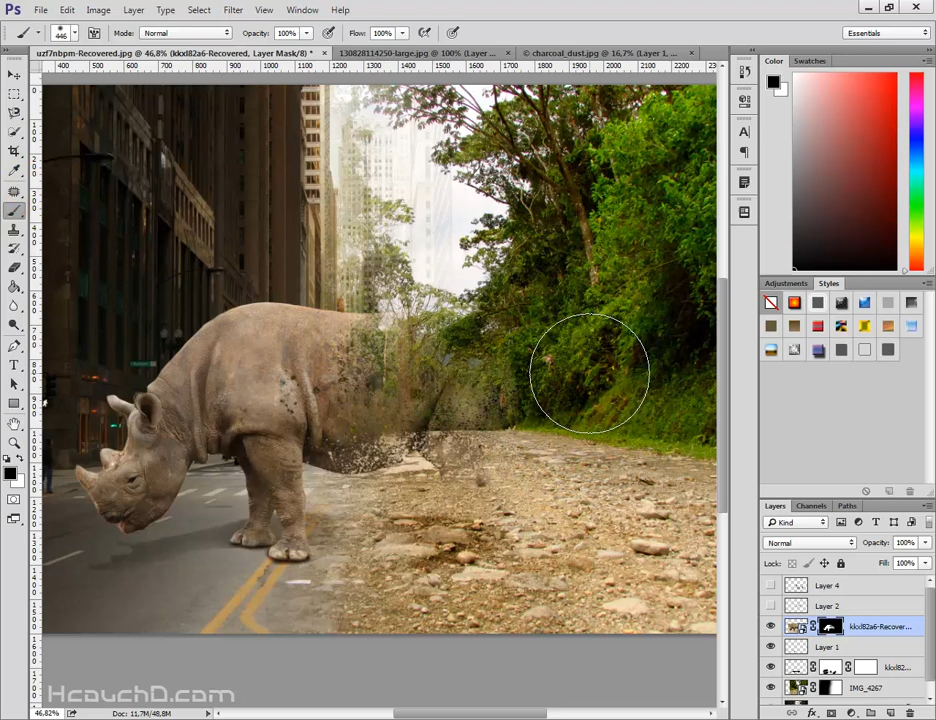 Ps File Edit Image Layer Type Select Filter View Window Help
446 Mode: Normal Opacity: 100% Flow: 100% Essentials
uzf7nbpm-Recovered.jpg @ 46,8% (kkxl82a6-Recovered, Layer Mask/8) * × 130828114250-large.jpg @ 100% (Layer ... × © charcoal_dust.jpg @ 16,7% (Layer 1, ... ×
400 500 600 700 800 900 1000 1100 1200 1300 1400 1500 1600 1700 1800 1900 2000 2100 2200
Color Swatches
Adjustments Styles
Layers Channels Paths
Kind
Normal Opacity: 100%
Lock: Fill: 100%
Layer 4
Layer 2
kkxl82a6-Recover...
Layer 1
kkxl82...
IMG_4267
HcauchD.com
46,82% Doc: 11,7M/48,8M